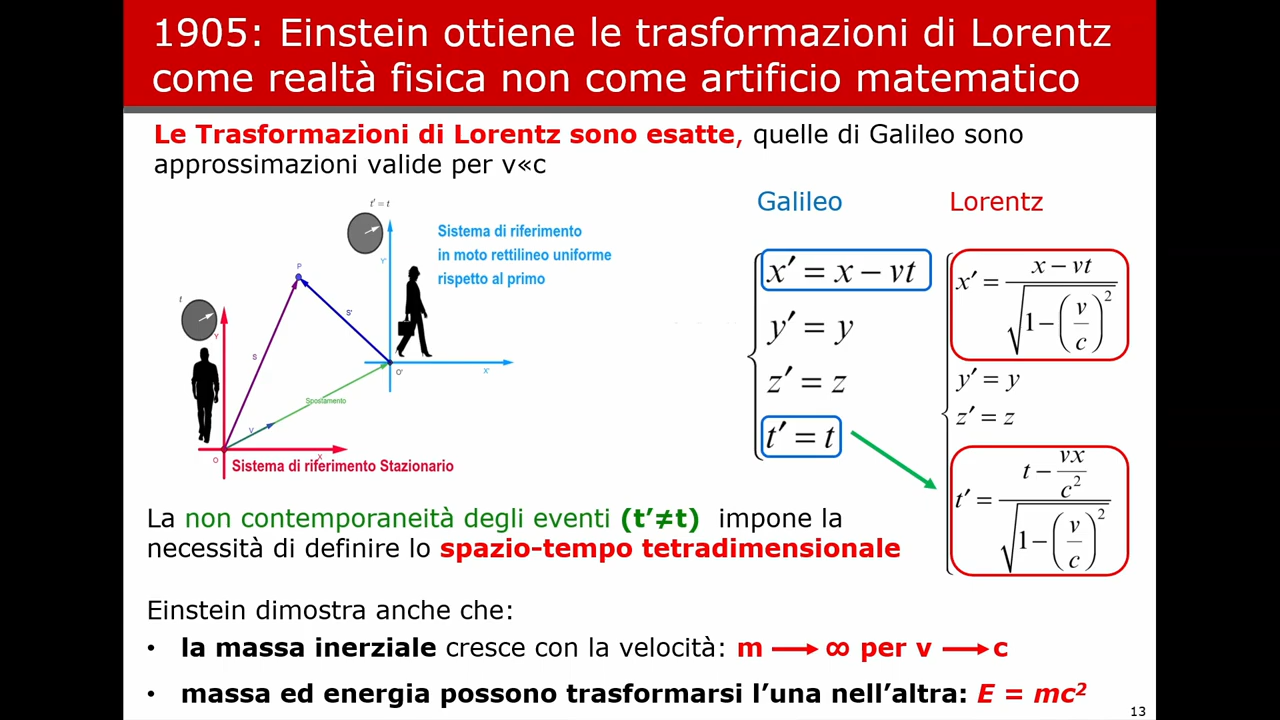 1905: Einstein ottiene le trasformazioni di Lorentz
come realtà fisica non come artificio matematico
Le Trasformazioni di Lorentz sono esatte, quelle di Galileo sono
approssimazioni valide per v«c
Galileo
Lorentz
t' = t
Sistema di riferimento
in moto rettilineo uniforme
rispetto al primo
Y'
P
S'
t
Y
S
O'
X'
Spostamento
V
O
X
Sistema di riferimento Stazionario
x' = x − vt
y' = y
z' = z
t' = t
x' = (x − vt) / √(1 − (v/c)²)
y' = y
z' = z
t' = (t − vx/c²) / √(1 − (v/c)²)
La non contemporaneità degli eventi (t’≠t) impone la
necessità di definire lo spazio-tempo tetradimensionale
Einstein dimostra anche che:
• la massa inerziale cresce con la velocità: m ⟶ ∞ per v ⟶ c
• massa ed energia possono trasformarsi l’una nell’altra: E = mc²
13